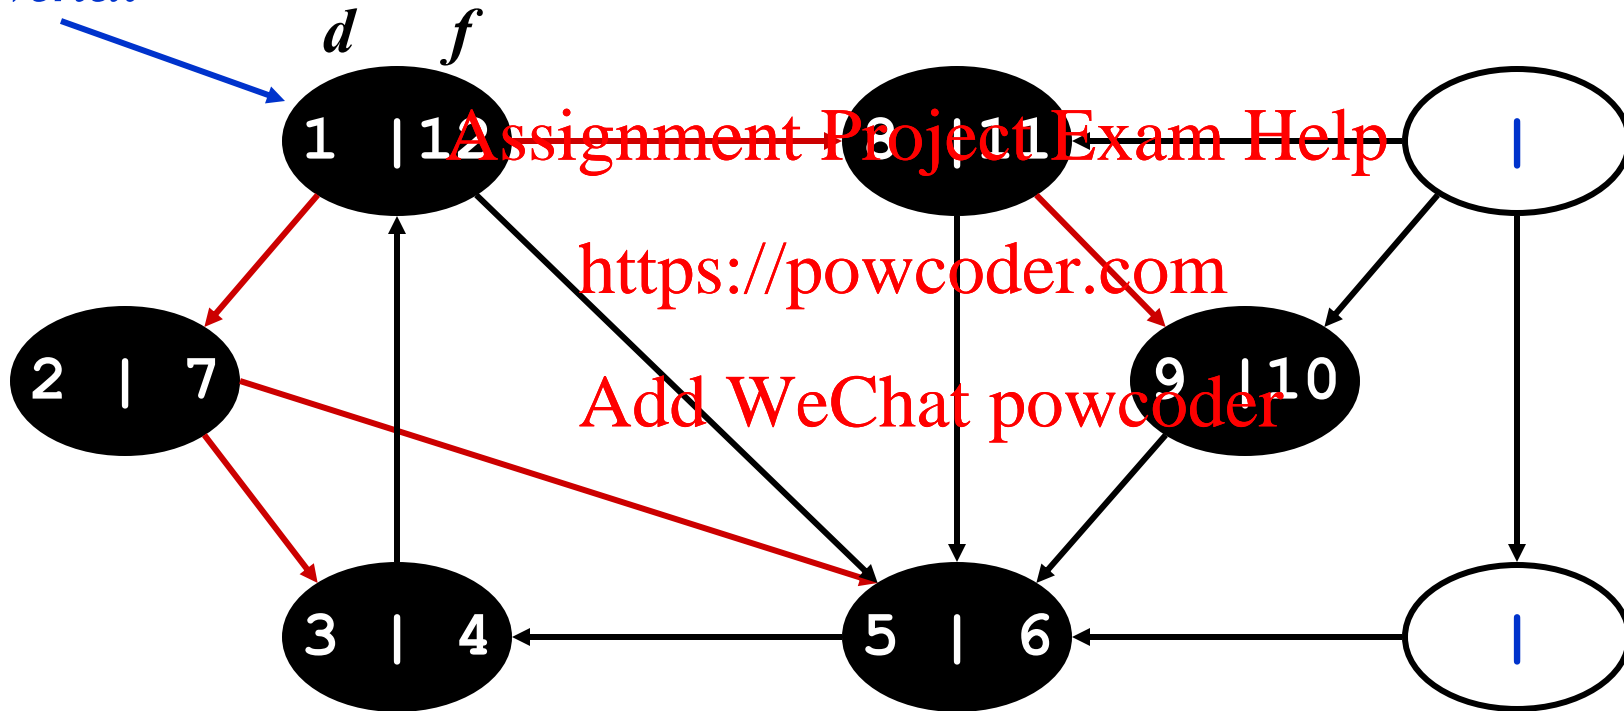 d f
1 |12 8 |11 |
Assignment Project Exam Help
https://powcoder.com
2 | 7 9 |10
Add WeChat powcoder
3 | 4 5 | 6 |